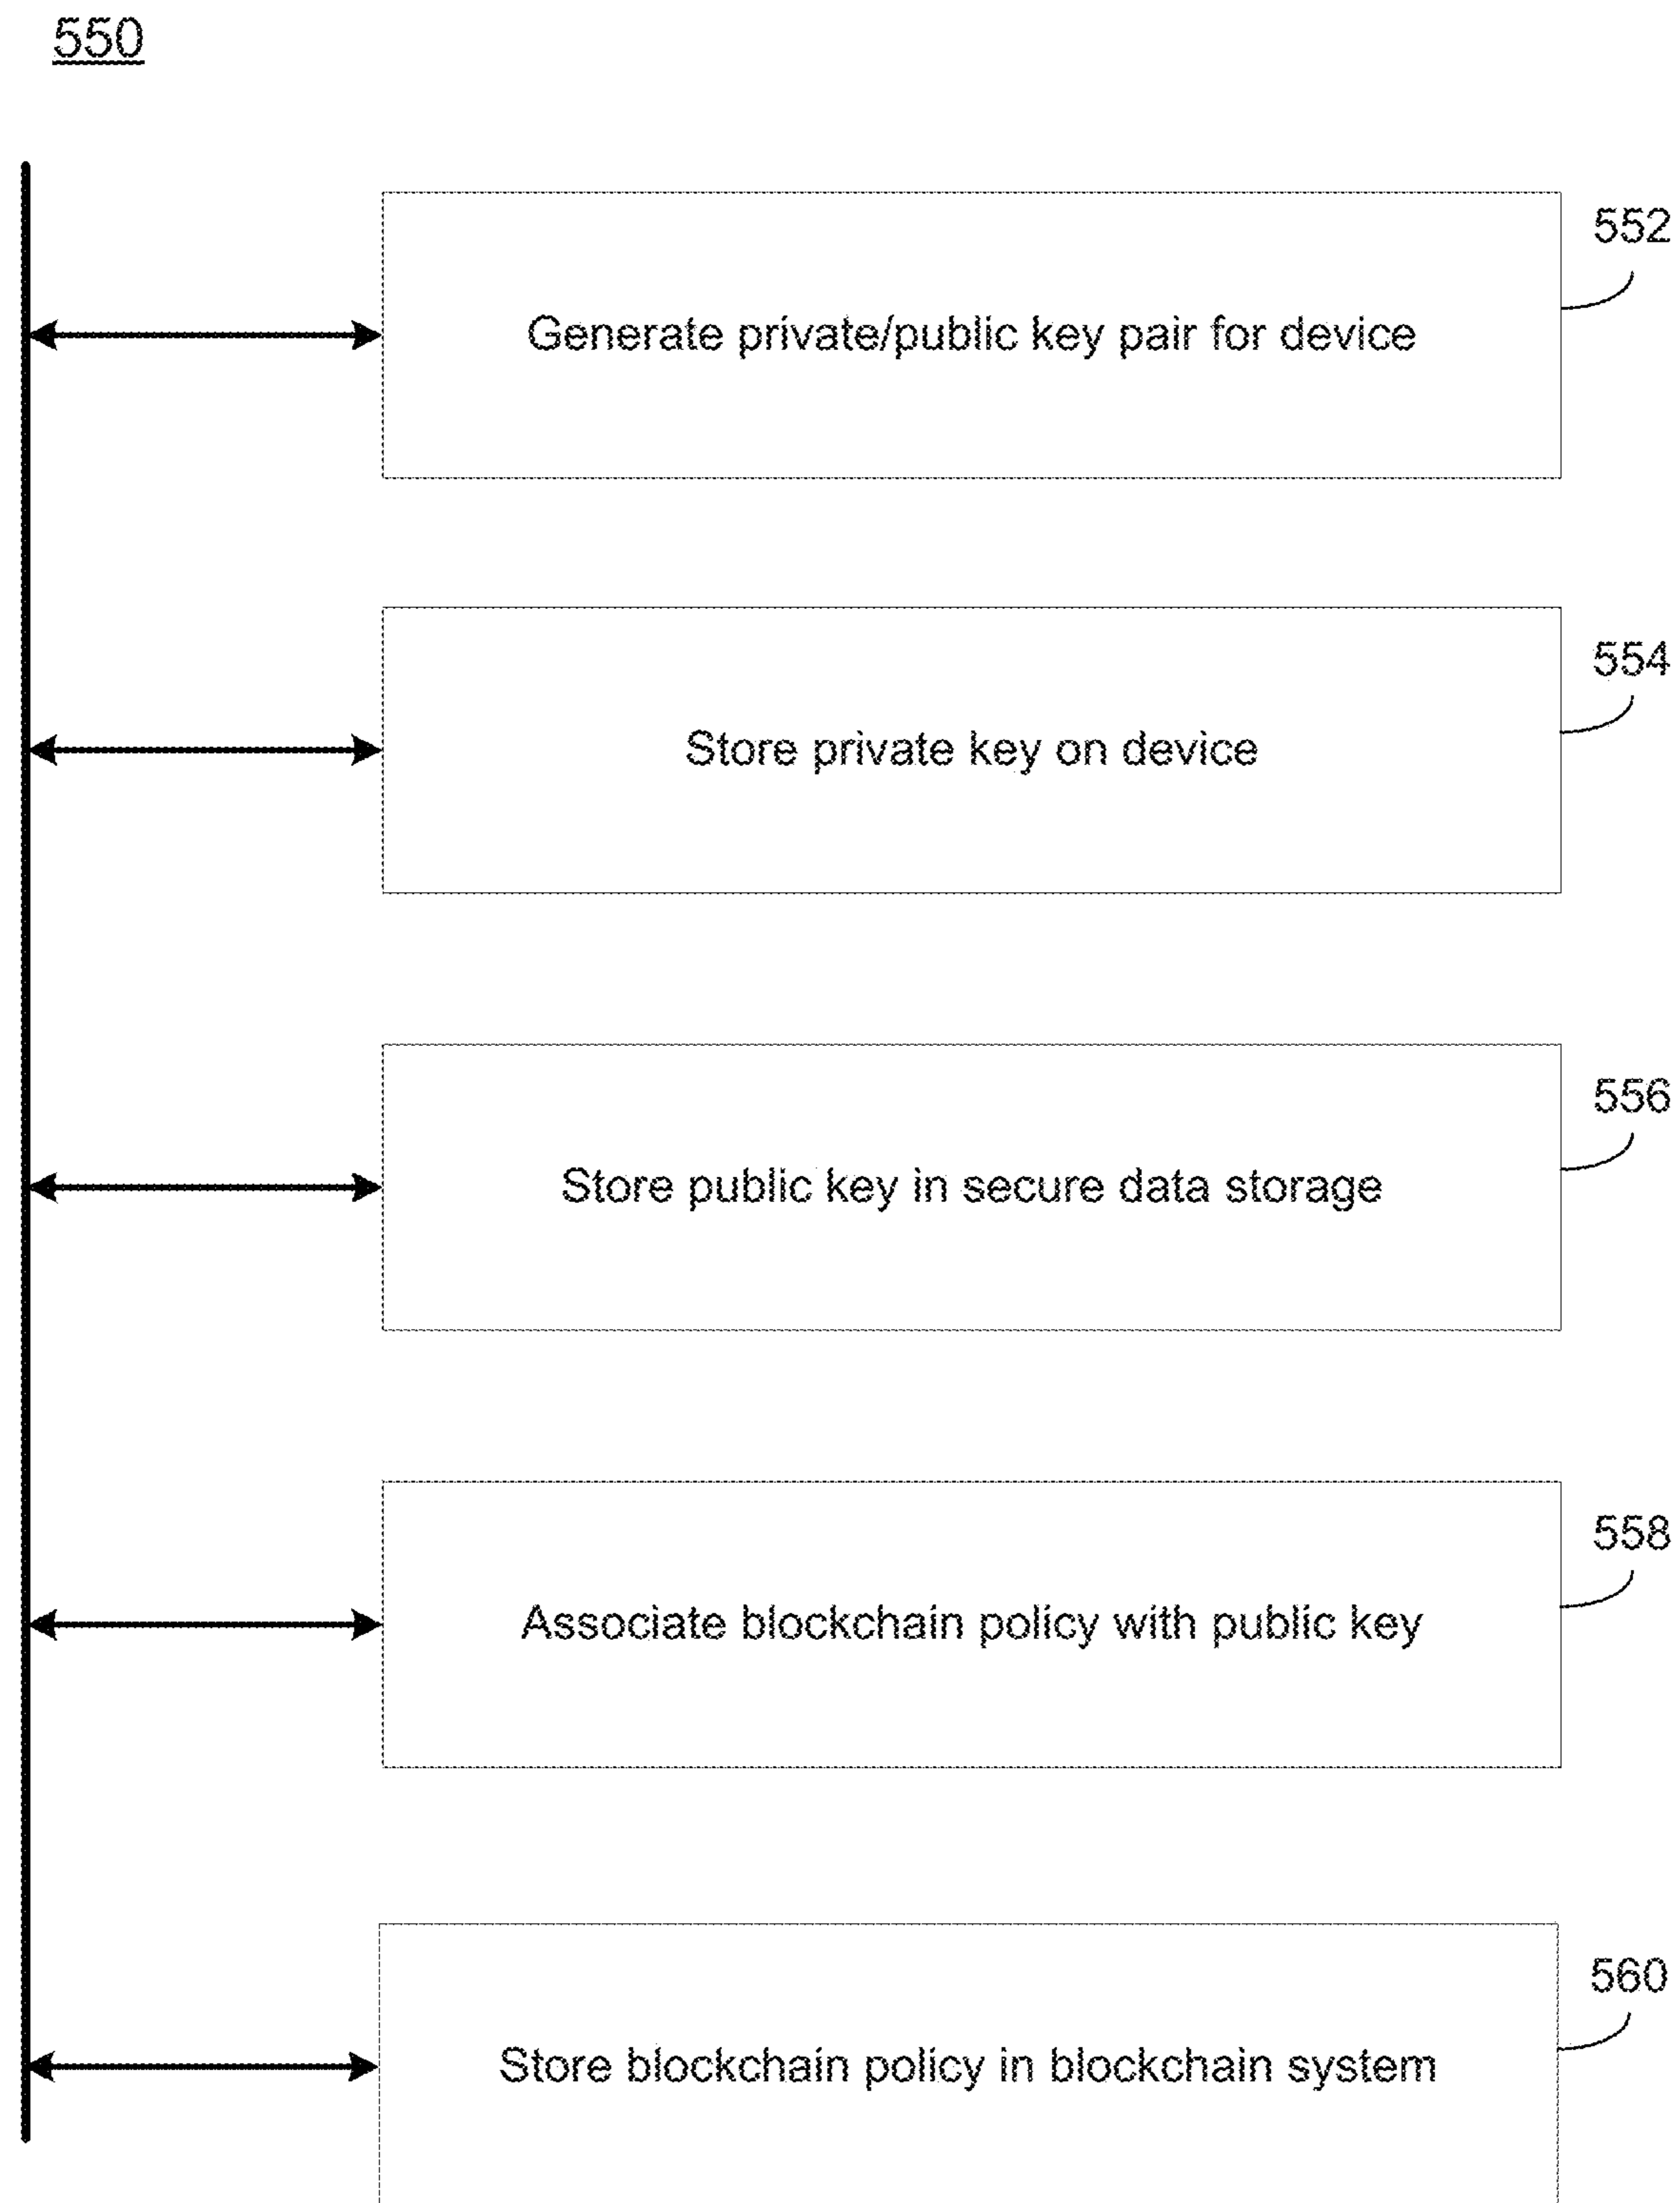 550
552
Generate private/public key pair for device
554
Store private key on device
556
Store public key in secure data storage
558
Associate blockchain policy with public key
560
Store blockchain policy in blockchain system